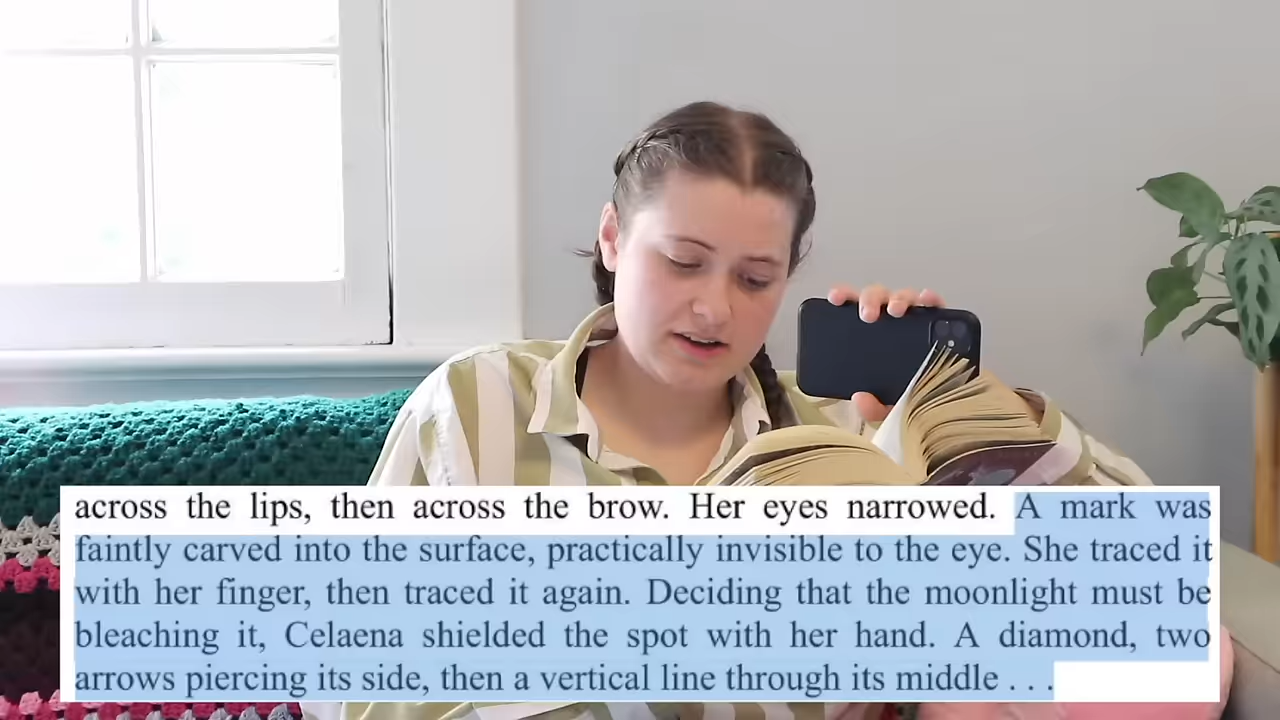 across the lips, then across the brow. Her eyes narrowed. A mark was
faintly carved into the surface, practically invisible to the eye. She traced it
with her finger, then traced it again. Deciding that the moonlight must be
bleaching it, Celaena shielded the spot with her hand. A diamond, two
arrows piercing its side, then a vertical line through its middle . . .